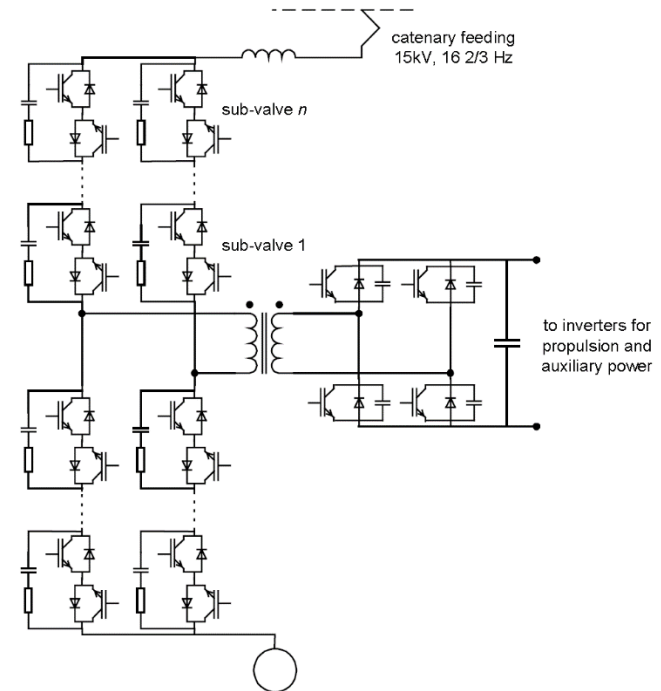 catenary feeding
15kV, 16 2/3 Hz
sub-valve n
sub-valve 1
to inverters for
propulsion and
auxiliary power